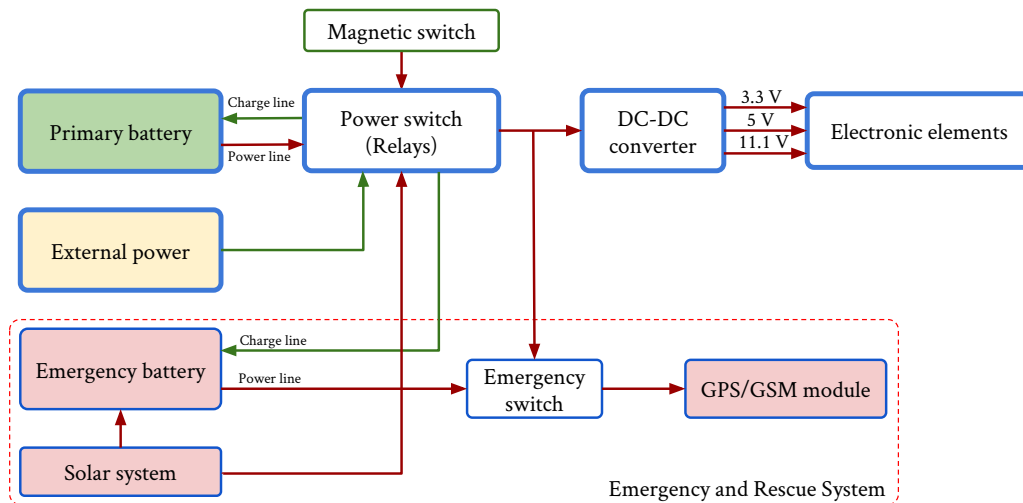 Magnetic switch
Charge line
Primary battery
Power line
Power switch
(Relays)
DC-DC
converter
3.3 V
5 V
11.1 V
Electronic elements
External power
Charge line
Emergency battery
Power line
Emergency
switch
GPS/GSM module
Solar system
Emergency and Rescue System